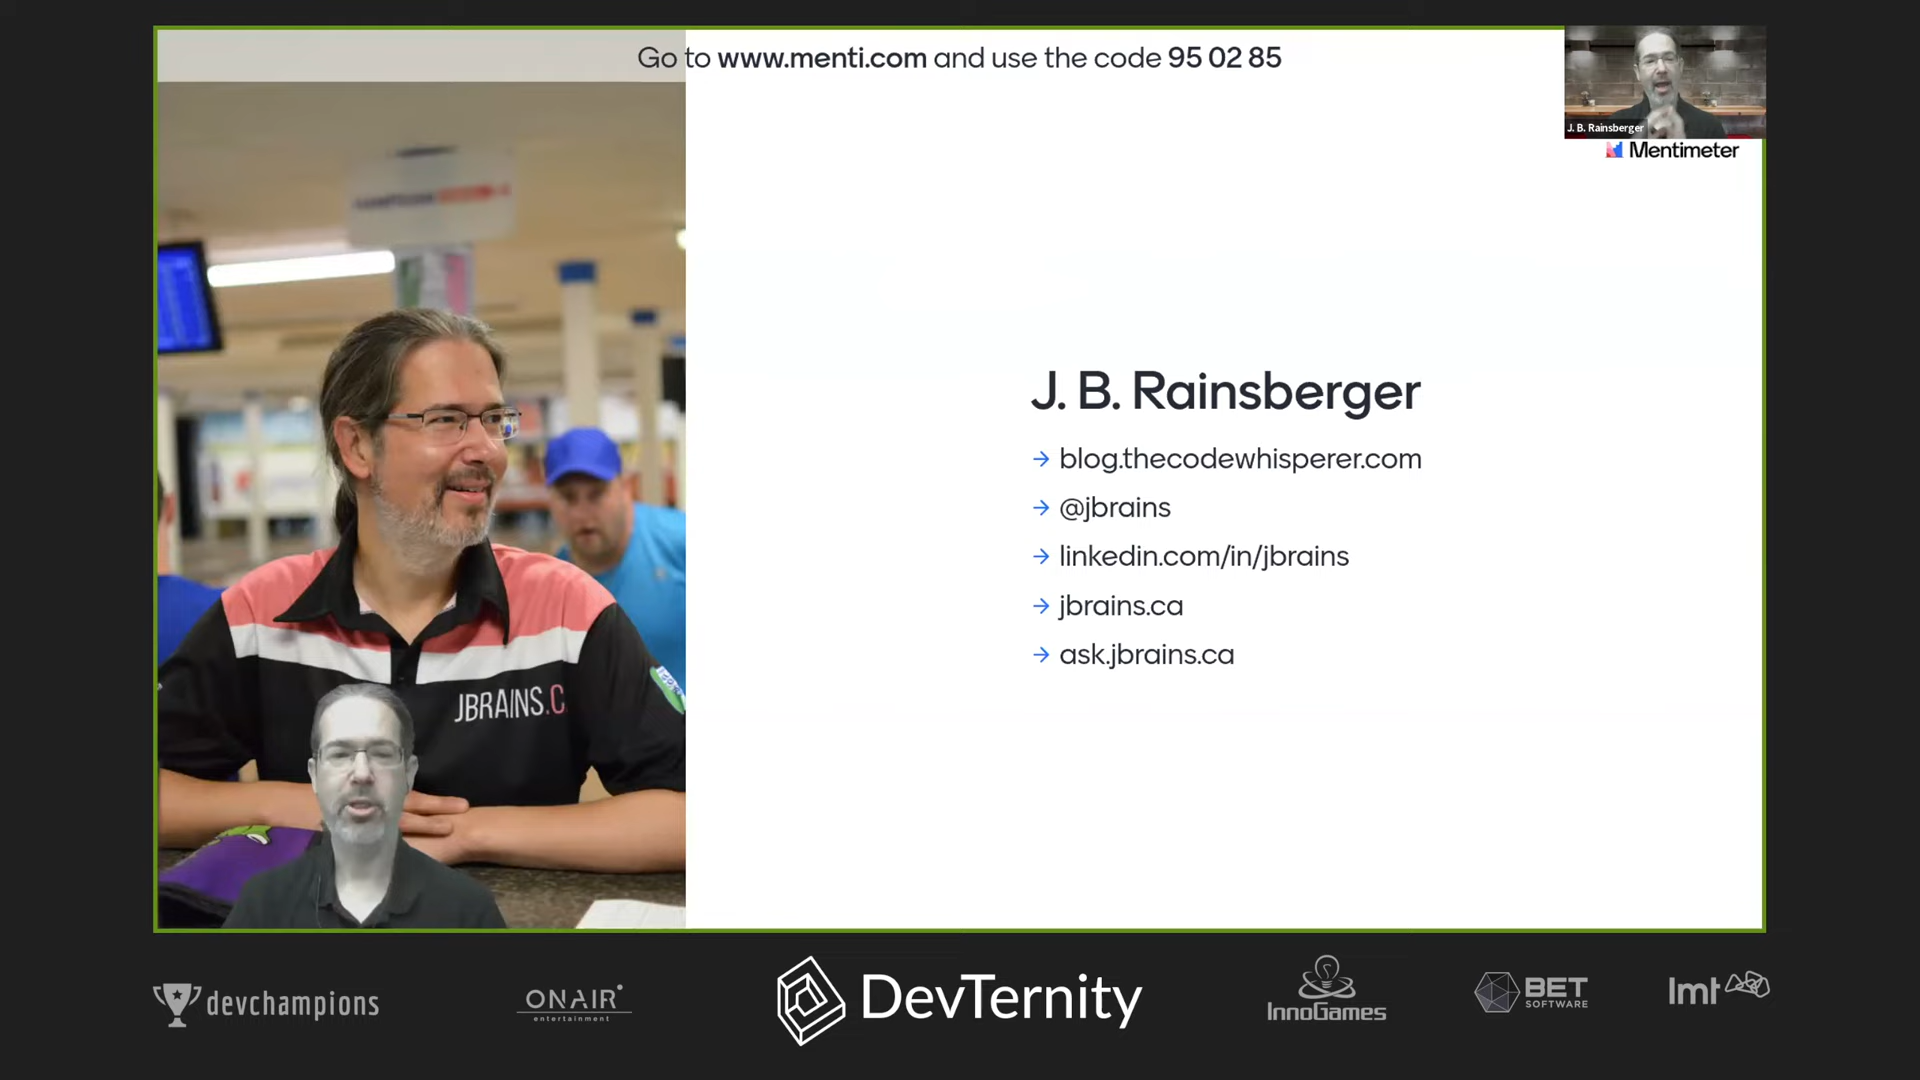 Go to www.menti.com and use the code 95 02 85
J. B. Rainsberger
Mentimeter
J. B. Rainsberger
→ blog.thecodewhisperer.com
→ @jbrains
→ linkedin.com/in/jbrains
→ jbrains.ca
→ ask.jbrains.ca
JBRAINS.C
devchampions
ONAIR
entertainment
DevTernity
InnoGames
BET
SOFTWARE
lmt